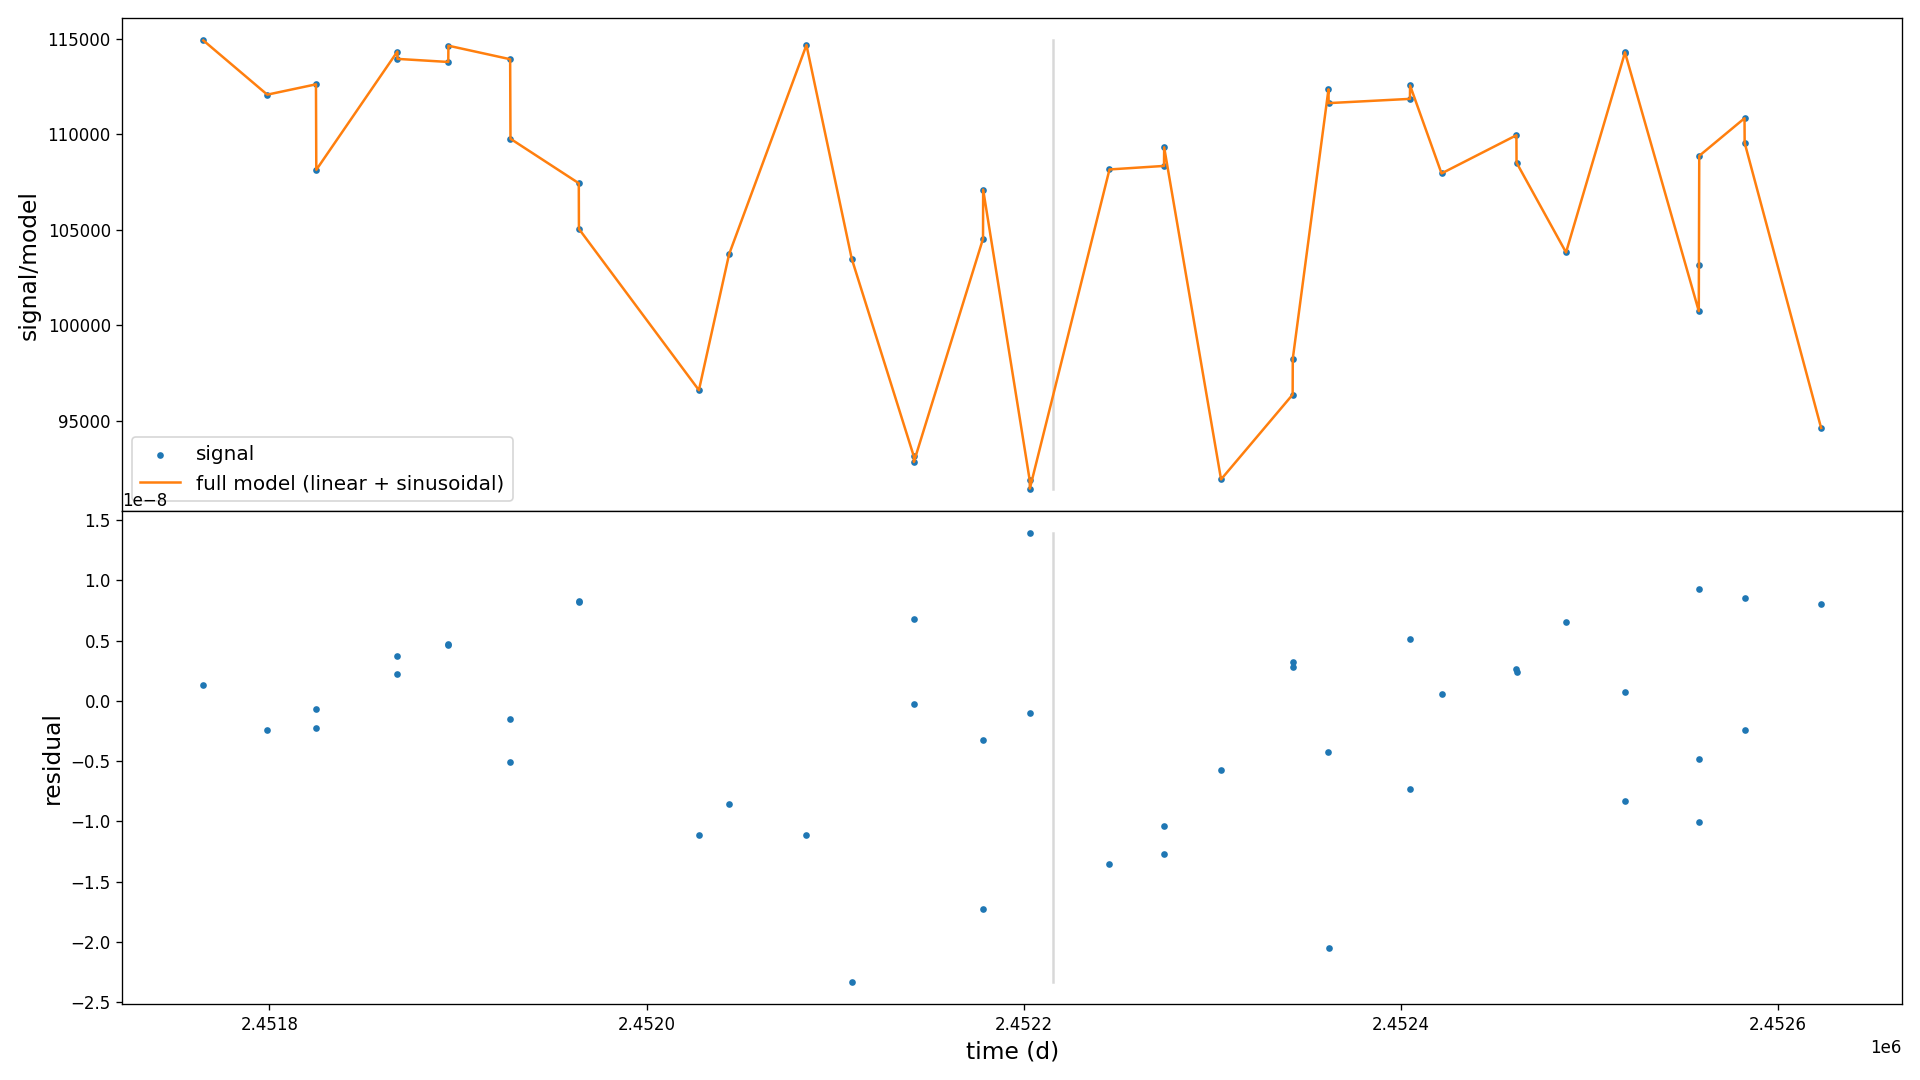 115000
110000
105000
100000
95000
signal/model
signal
full model (linear + sinusoidal)
1e−8
1.5
1.0
0.5
0.0
−0.5
−1.0
−1.5
−2.0
−2.5
residual
2.4518
2.4520
2.4522
2.4524
2.4526
time (d)
1e6